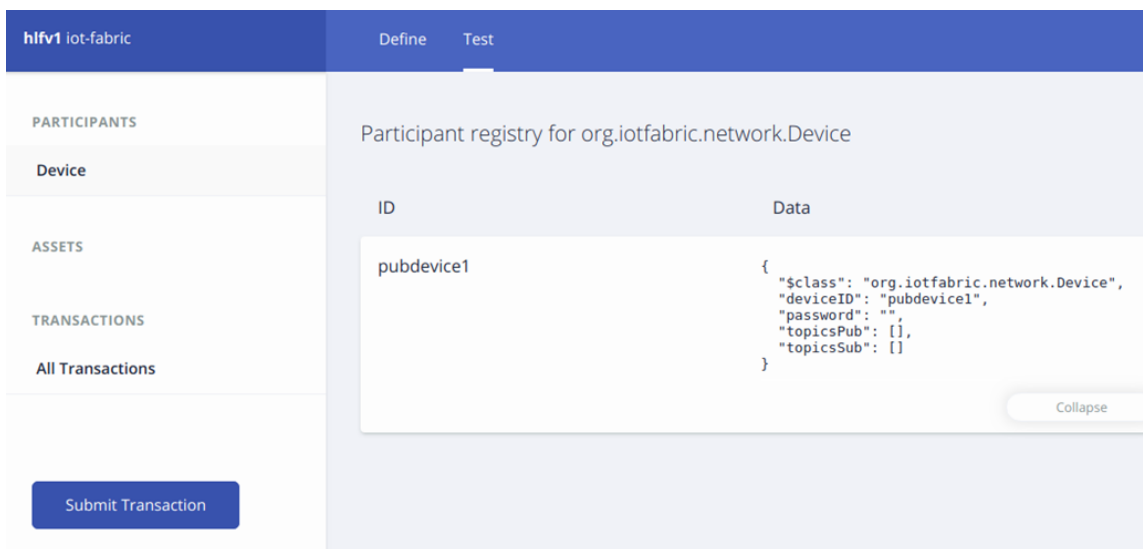 hlfv1 iot-fabric
Define Test
PARTICIPANTS
Device
ASSETS
TRANSACTIONS
All Transactions
Submit Transaction
Participant registry for org.iotfabric.network.Device
ID Data
pubdevice1
{
"$class": "org.iotfabric.network.Device",
"deviceID": "pubdevice1",
"password": "",
"topicsPub": [],
"topicsSub": []
}
Collapse